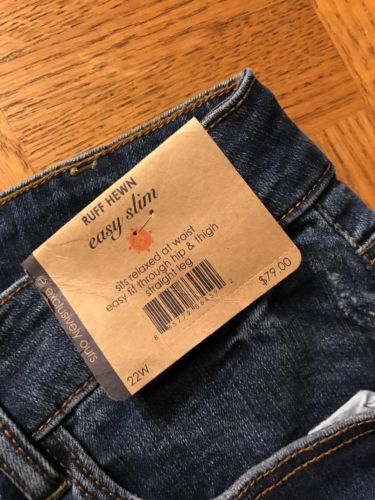 RUFF HEWN
easy slim
sits relaxed at waist
easy fit through hip & thigh
straight leg
22W
$79.00
exclusively ours